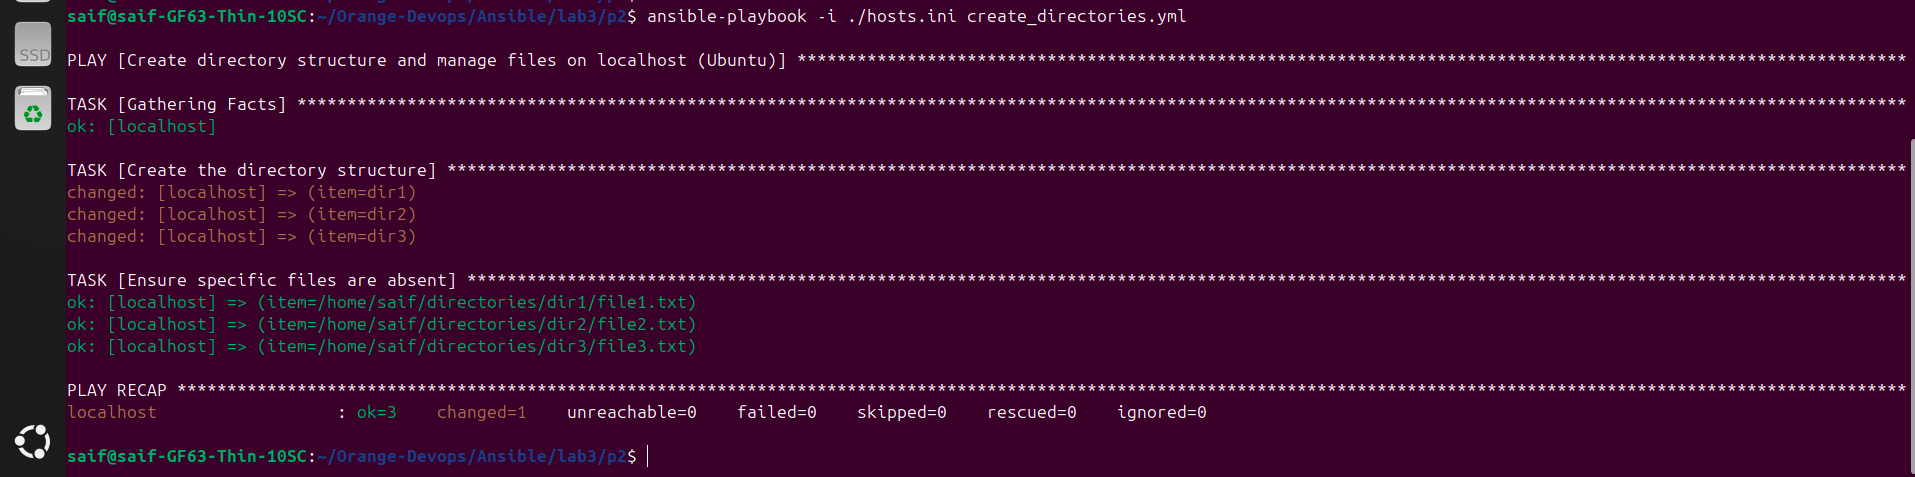 saif@saif-GF63-Thin-10SC:~/Orange-Devops/Ansible/lab3/p2$ ansible-playbook -i ./hosts.ini create_directories.yml
SSD
PLAY [Create directory structure and manage files on localhost (Ubuntu)] ***************************************************************************************************************
TASK [Gathering Facts] *****************************************************************************************************************************************************************
ok: [localhost]
TASK [Create the directory structure] **************************************************************************************************************************************************
changed: [localhost] => (item=dir1)
changed: [localhost] => (item=dir2)
changed: [localhost] => (item=dir3)
TASK [Ensure specific files are absent] ************************************************************************************************************************************************
ok: [localhost] => (item=/home/saif/directories/dir1/file1.txt)
ok: [localhost] => (item=/home/saif/directories/dir2/file2.txt)
ok: [localhost] => (item=/home/saif/directories/dir3/file3.txt)
PLAY RECAP *****************************************************************************************************************************************************************************
localhost                  : ok=3    changed=1    unreachable=0    failed=0    skipped=0    rescued=0    ignored=0
saif@saif-GF63-Thin-10SC:~/Orange-Devops/Ansible/lab3/p2$